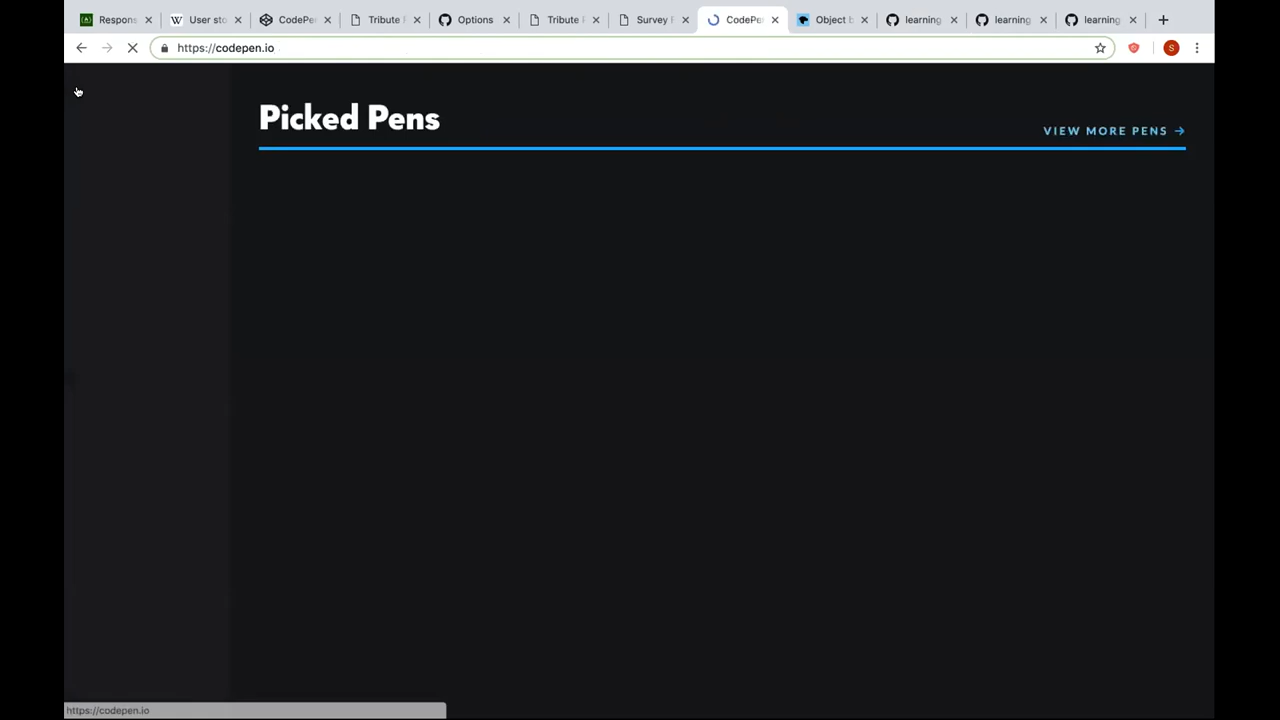 Respons
User sto
CodePe
Tribute
Options
Tribute
Survey
CodePe
Object
learning
learning
learning
https://codepen.io
S
Picked Pens
VIEW MORE PENS →
https://codepen.io